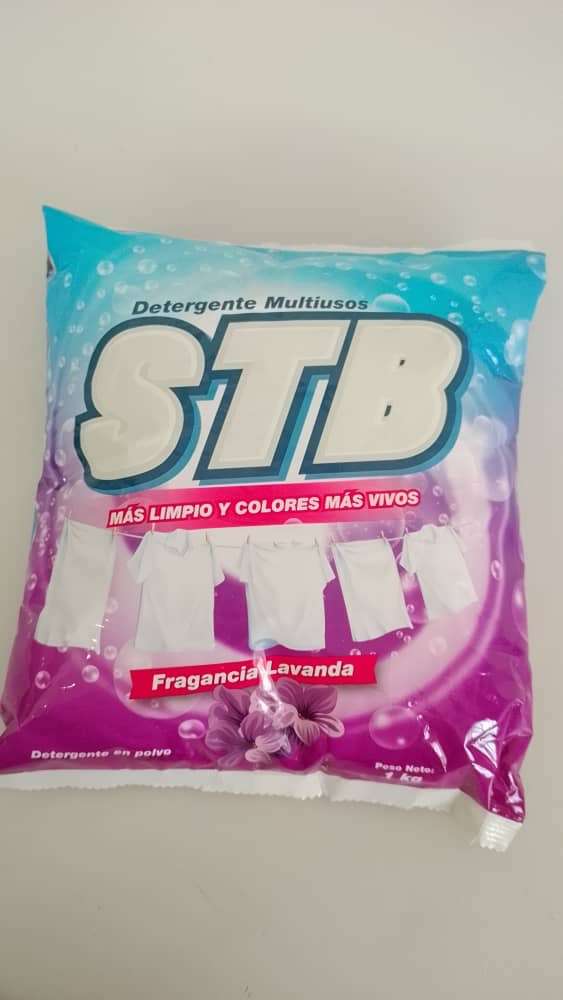 Detergente Multiusos
STB
MÁS LIMPIO Y COLORES MÁS VIVOS
Fragancia Lavanda
Detergente en polvo
Peso Neto:
1 kg